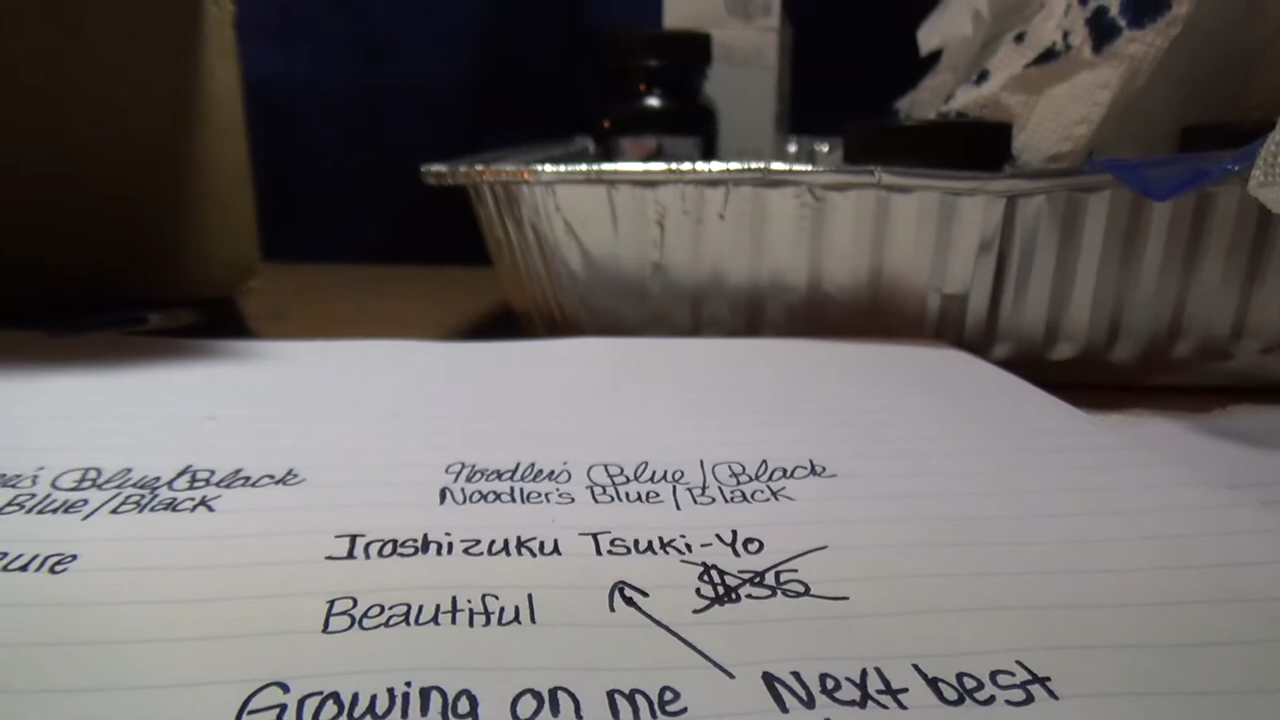 Blue/Black Noodler's Blue/Black
Blue/Black Noodler's Blue/Black
Iroshizuku Tsuki-Yo
$35
Beautiful
Growing on me Next best